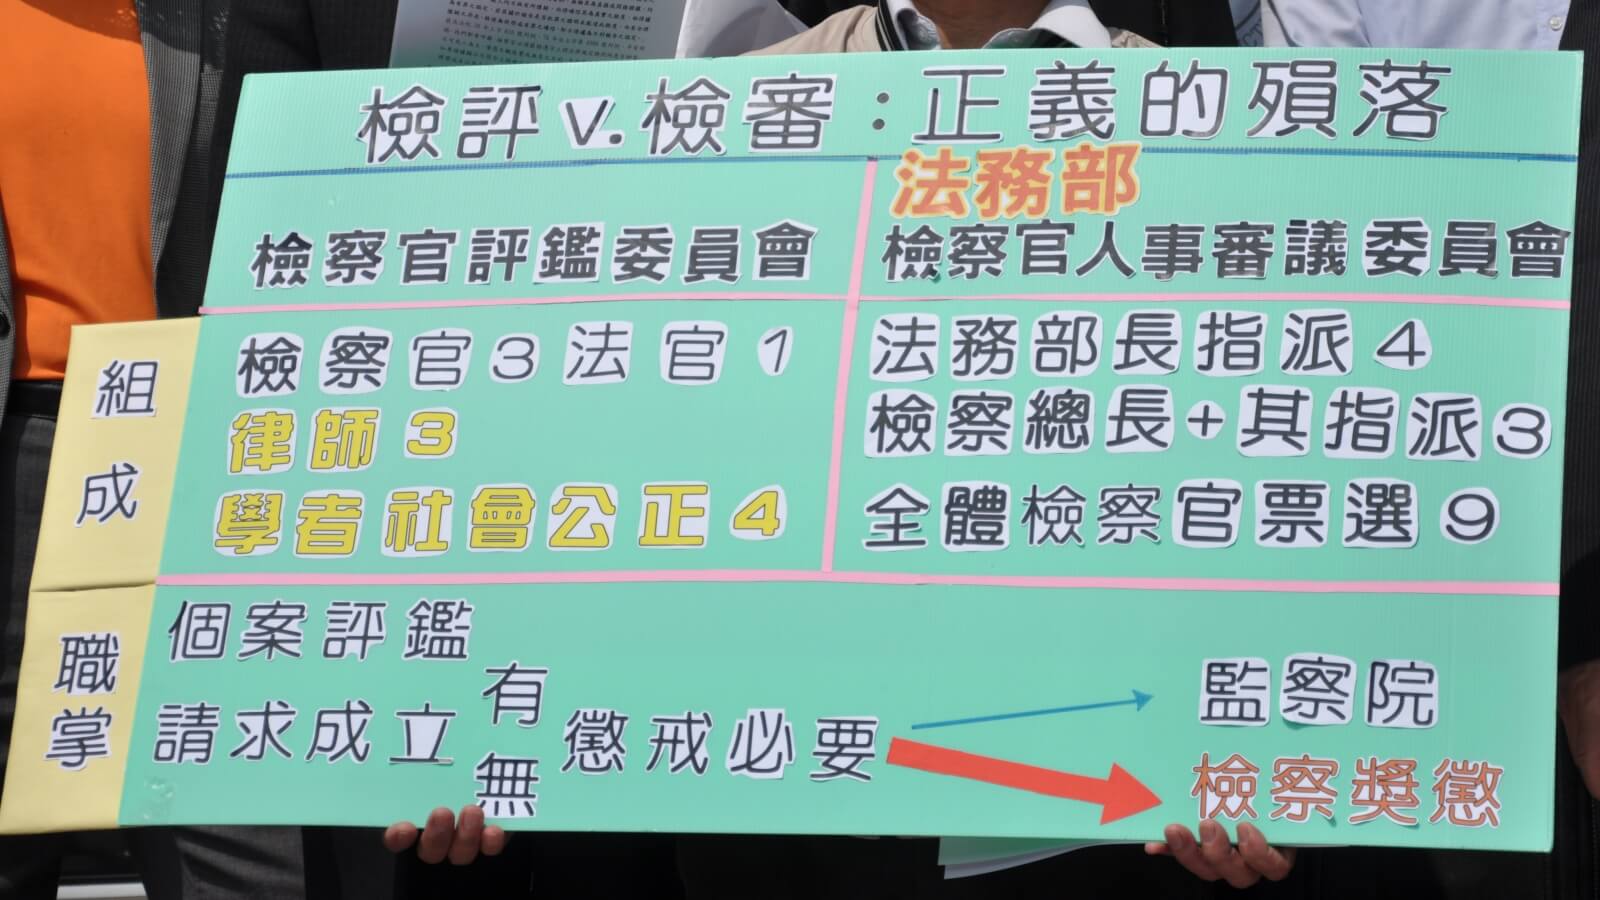 檢評v.檢審：正義的殞落
檢察官評鑑委員會
法務部
檢察官人事審議委員會
組成
檢察官3法官1
律師3
學者社會公正4
法務部長指派4
檢察總長+其指派3
全體檢察官票選9
職掌
個案評鑑
請求成立有無懲戒必要
監察院
檢察獎懲